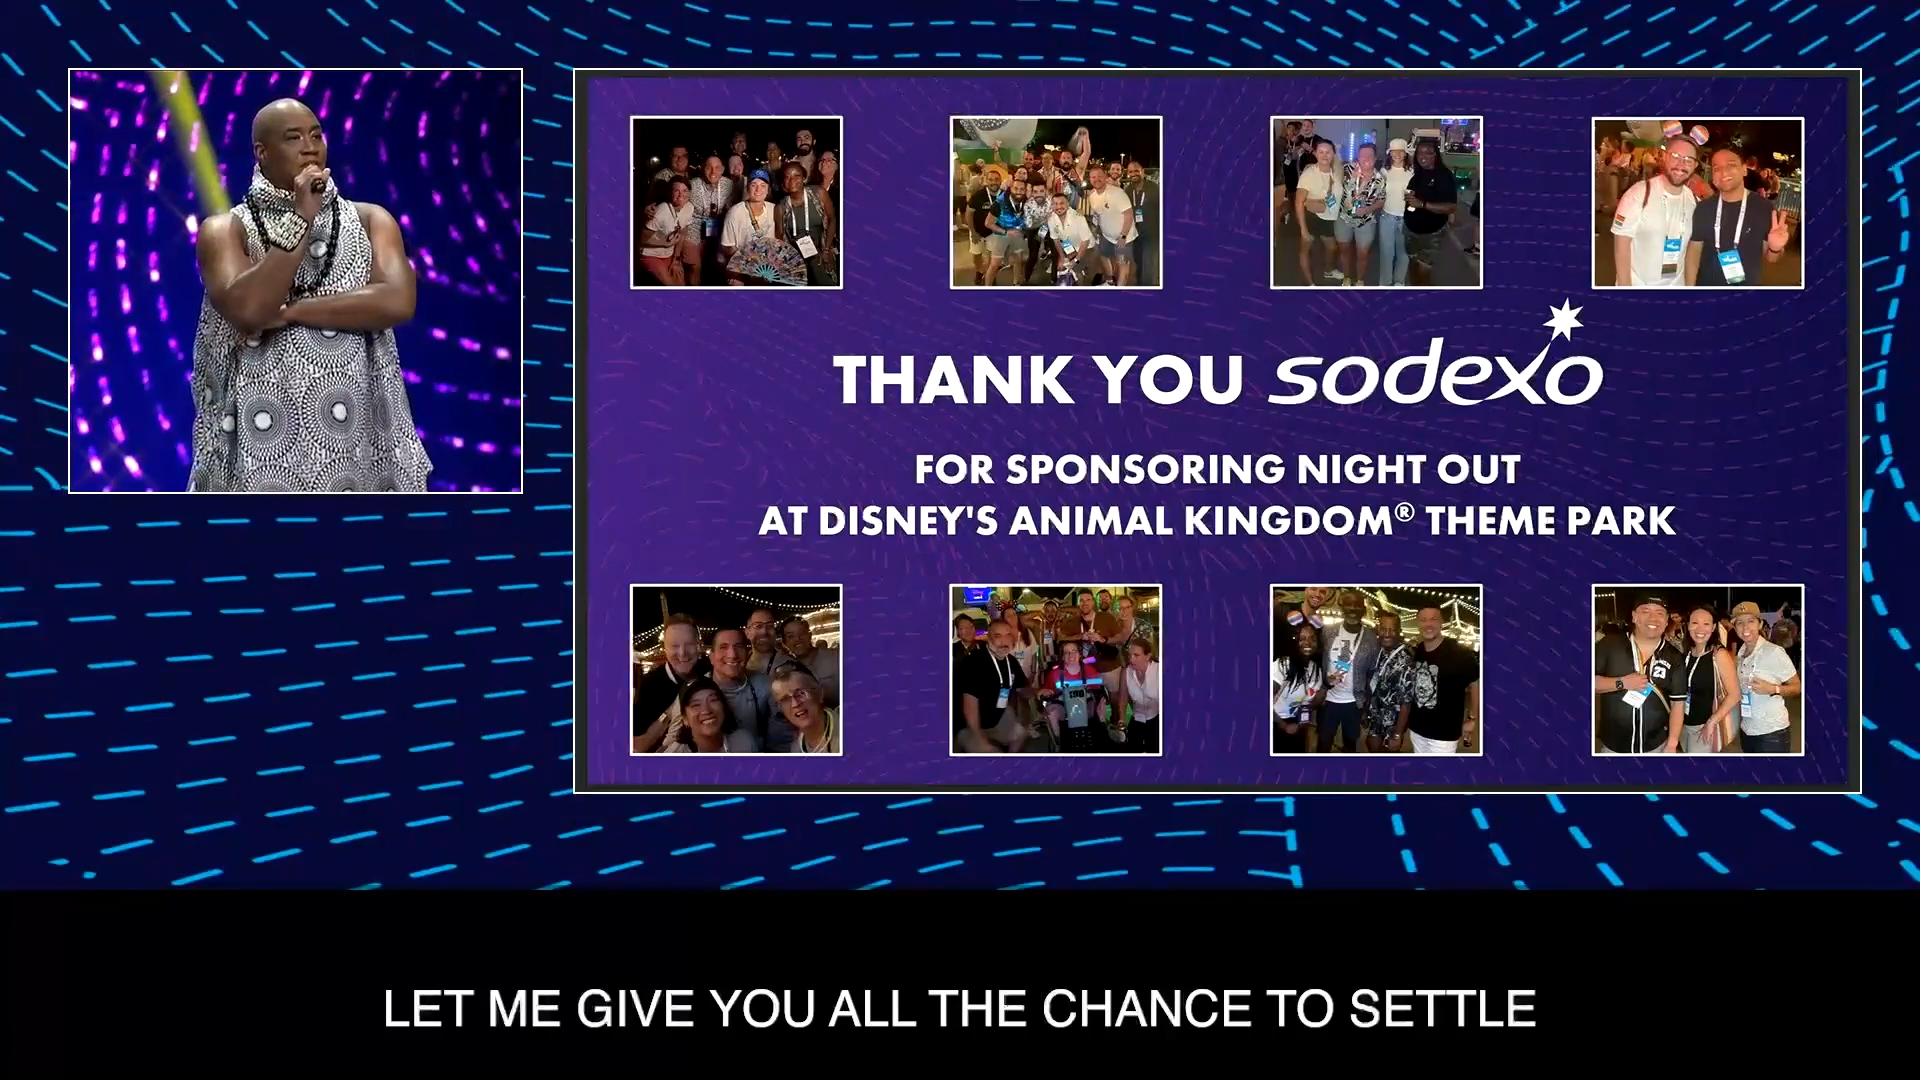 THANK YOU sodexo
FOR SPONSORING NIGHT OUT
AT DISNEY'S ANIMAL KINGDOM® THEME PARK
23
LET ME GIVE YOU ALL THE CHANCE TO SETTLE